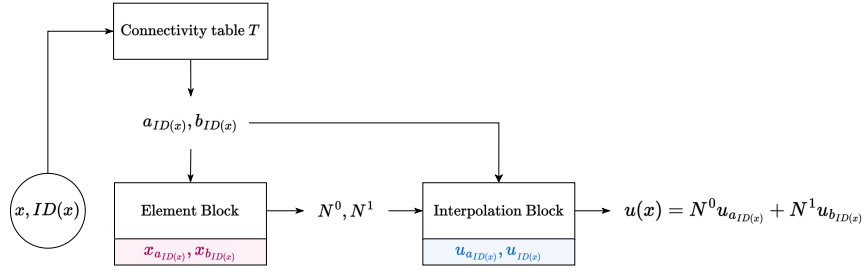 Connectivity table T
a_{ID(x)}, b_{ID(x)}
x, ID(x)
Element Block
x_{a_{ID(x)}}, x_{b_{ID(x)}}
N^0, N^1
Interpolation Block
u_{a_{ID(x)}}, u_{_{ID(x)}}
u(x) = N^0 u_{a_{ID(x)}} + N^1 u_{b_{ID(x)}}